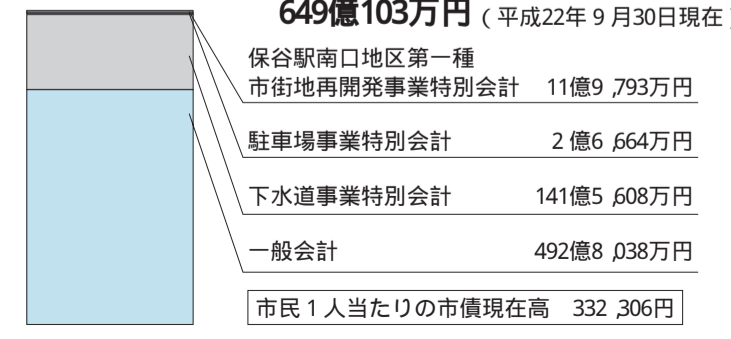 649億103万円（平成22年9月30日現在）
保谷駅南口地区第一種
市街地再開発事業特別会計 11億9,793万円
駐車場事業特別会計 2億6,664万円
下水道事業特別会計 141億5,608万円
一般会計 492億8,038万円
市民1人当たりの市債現在高 332,306円